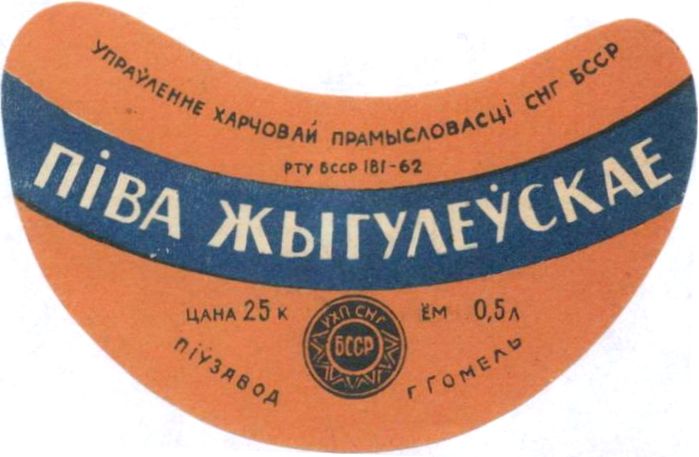 УПРАЎЛЕННЕ ХАРЧОВАЙ ПРАМЫСЛОВАСЦІ СНГ БССР
РТУ БССР 181-62
ПІВА ЖЫГУЛЕЎСКАЕ
ЦАНА 25 К
УХП СНГ
БССР
ЁМ 0,5 Л
ПІЎЗАВОД
Г ГОМЕЛЬ